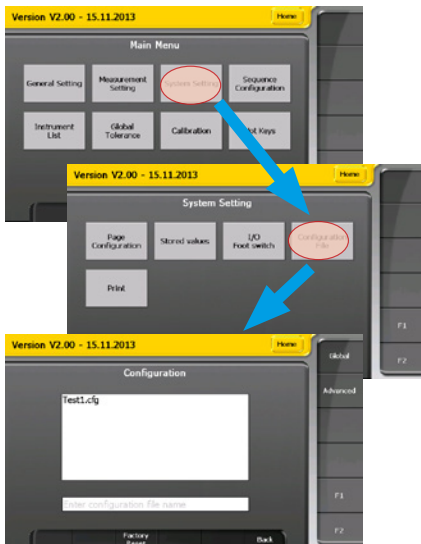 Version V2.00 - 15.11.2013
Home
Main Menu
General Setting
Measurement
Setting
System Setting
Sequence
Configuration
Instrument
List
Global
Tolerance
Calibration
Hot Keys
Version V2.00 - 15.11.2013
Home
System Setting
Page
Configuration
Stored values
I/O
Foot switch
Configuration
File
Print
F1
F2
Version V2.00 - 15.11.2013
Home
Global
Configuration
Advanced
Test1.cfg
Enter configuration file name
F1
Factory
Reset
Back
F2